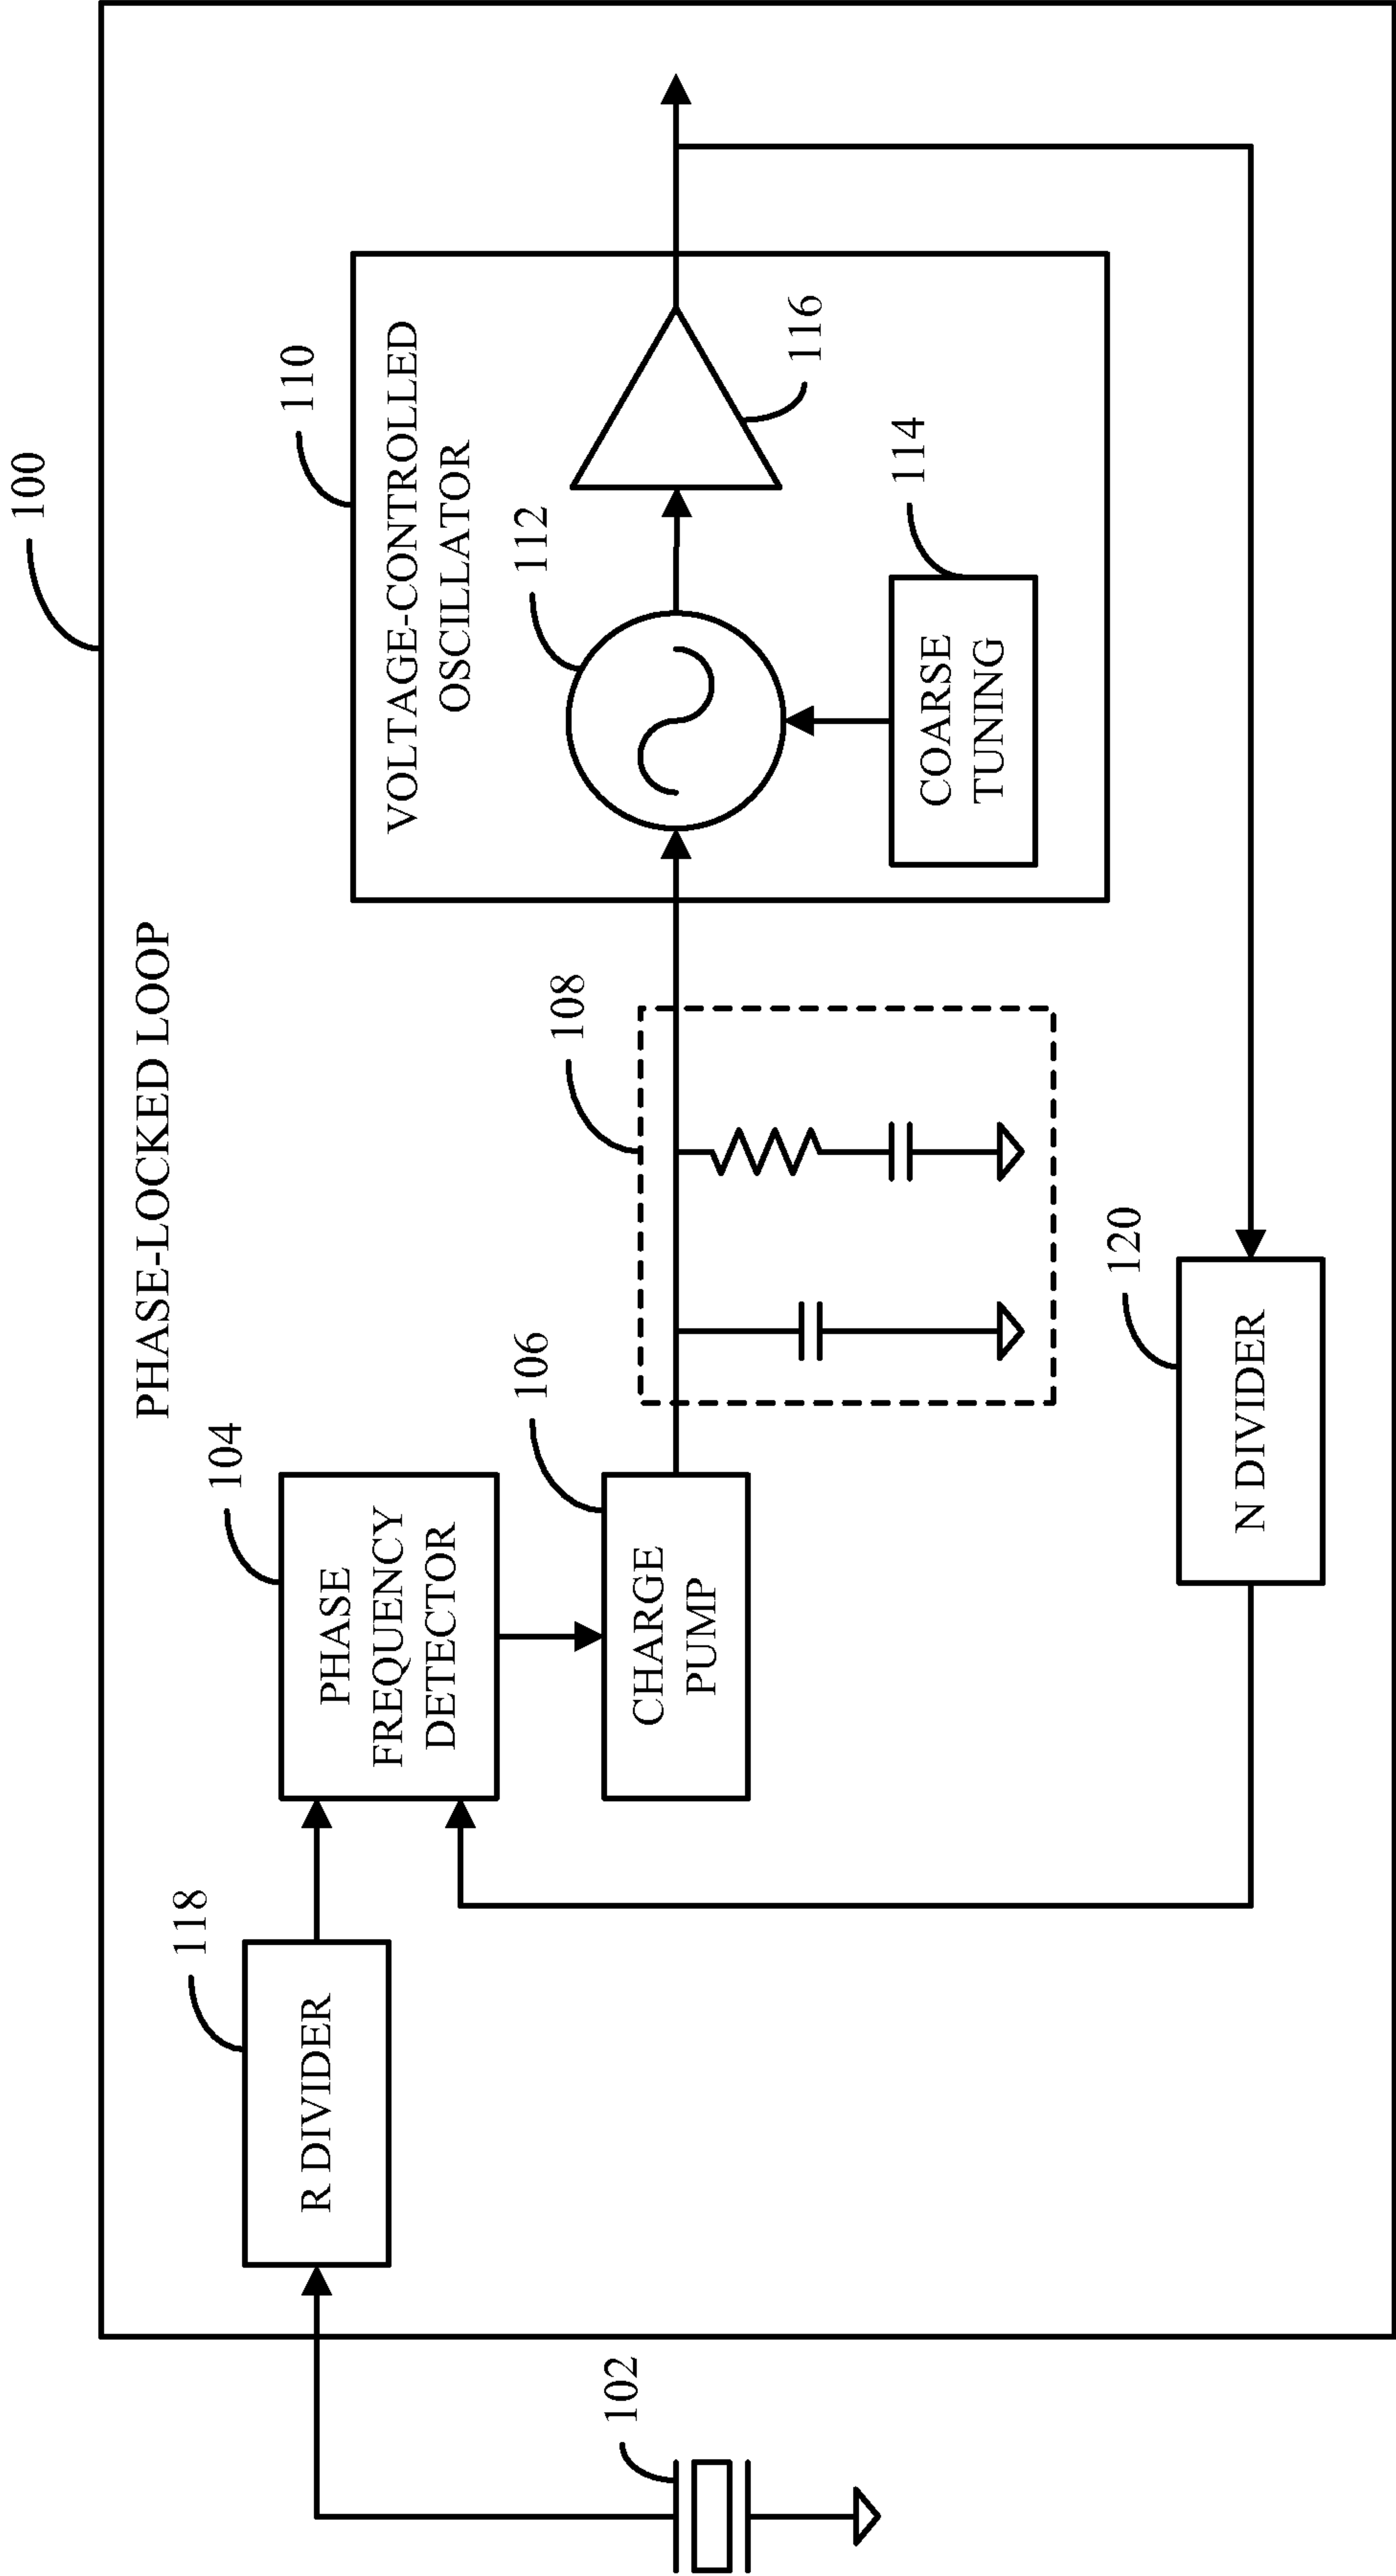 100
PHASE-LOCKED LOOP
110
VOLTAGE-CONTROLLED
OSCILLATOR
104
PHASE
FREQUENCY
DETECTOR
118
R DIVIDER
112
116
108
106
CHARGE
PUMP
102
114
COARSE
TUNING
120
N DIVIDER